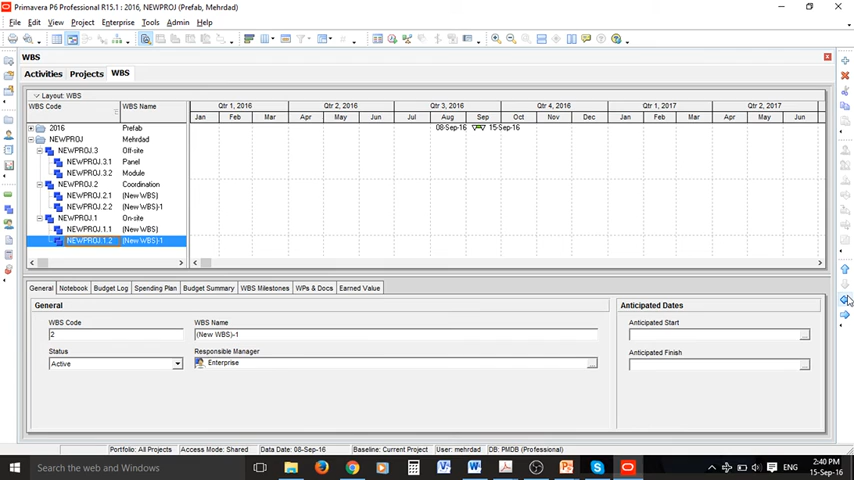 Primavera P6 Professional R15.1 : 2016, NEWPROJ (Prefab, Mehrdad)
File Edit View Project Enterprise Tools Admin Help
WBS
Activities Projects WBS
Layout: WBS
WBS Code WBS Name
Qtr 1, 2016 Qtr 2, 2016 Qtr 3, 2016 Qtr 4, 2016 Qtr 1, 2017 Qtr 2, 2017
Jan Feb Mar Apr May Jun Jul Aug Sep Oct Nov Dec Jan Feb Mar Apr May Jun
2016 Prefab 08-Sep-16 15-Sep-16
NEWPROJ Mehrdad
NEWPROJ.3 Off-site
NEWPROJ.3.1 Panel
NEWPROJ.3.2 Module
NEWPROJ.2 Coordination
NEWPROJ.2.1 (New WBS)
NEWPROJ.2.2 (New WBS)-1
NEWPROJ.1 On-site
NEWPROJ.1.1 (New WBS)
NEWPROJ.1.2 (New WBS)-1
General Notebook Budget Log Spending Plan Budget Summary WBS Milestones WPs & Docs Earned Value
General Anticipated Dates
WBS Code WBS Name Anticipated Start
2 (New WBS)-1
Status Responsible Manager Anticipated Finish
Active Enterprise
Portfolio: All Projects Access Mode: Shared Data Date: 08-Sep-16 Baseline: Current Project User: mehrdad DB: PMDB (Professional)
Search the web and Windows ENG 2:40 PM
15-Sep-16